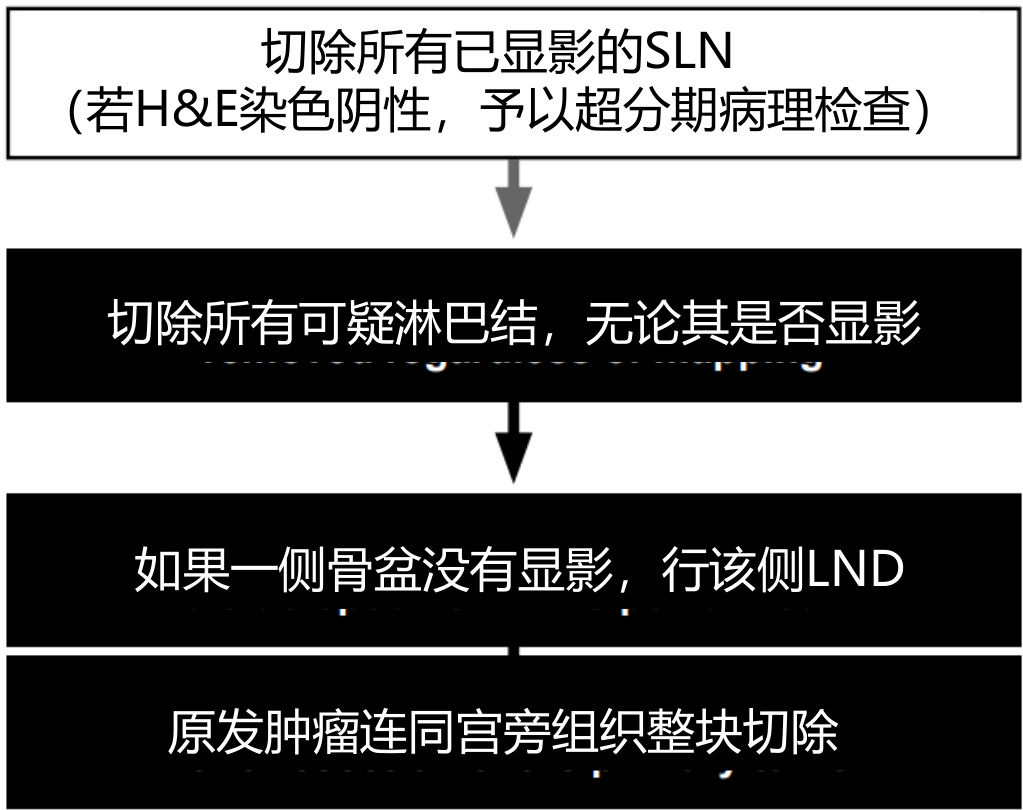 切除所有已显影的SLN
（若H&E染色阴性，予以超分期病理检查）
切除所有可疑淋巴结，无论其是否显影
如果一侧骨盆没有显影，行该侧LND
原发肿瘤连同宫旁组织整块切除